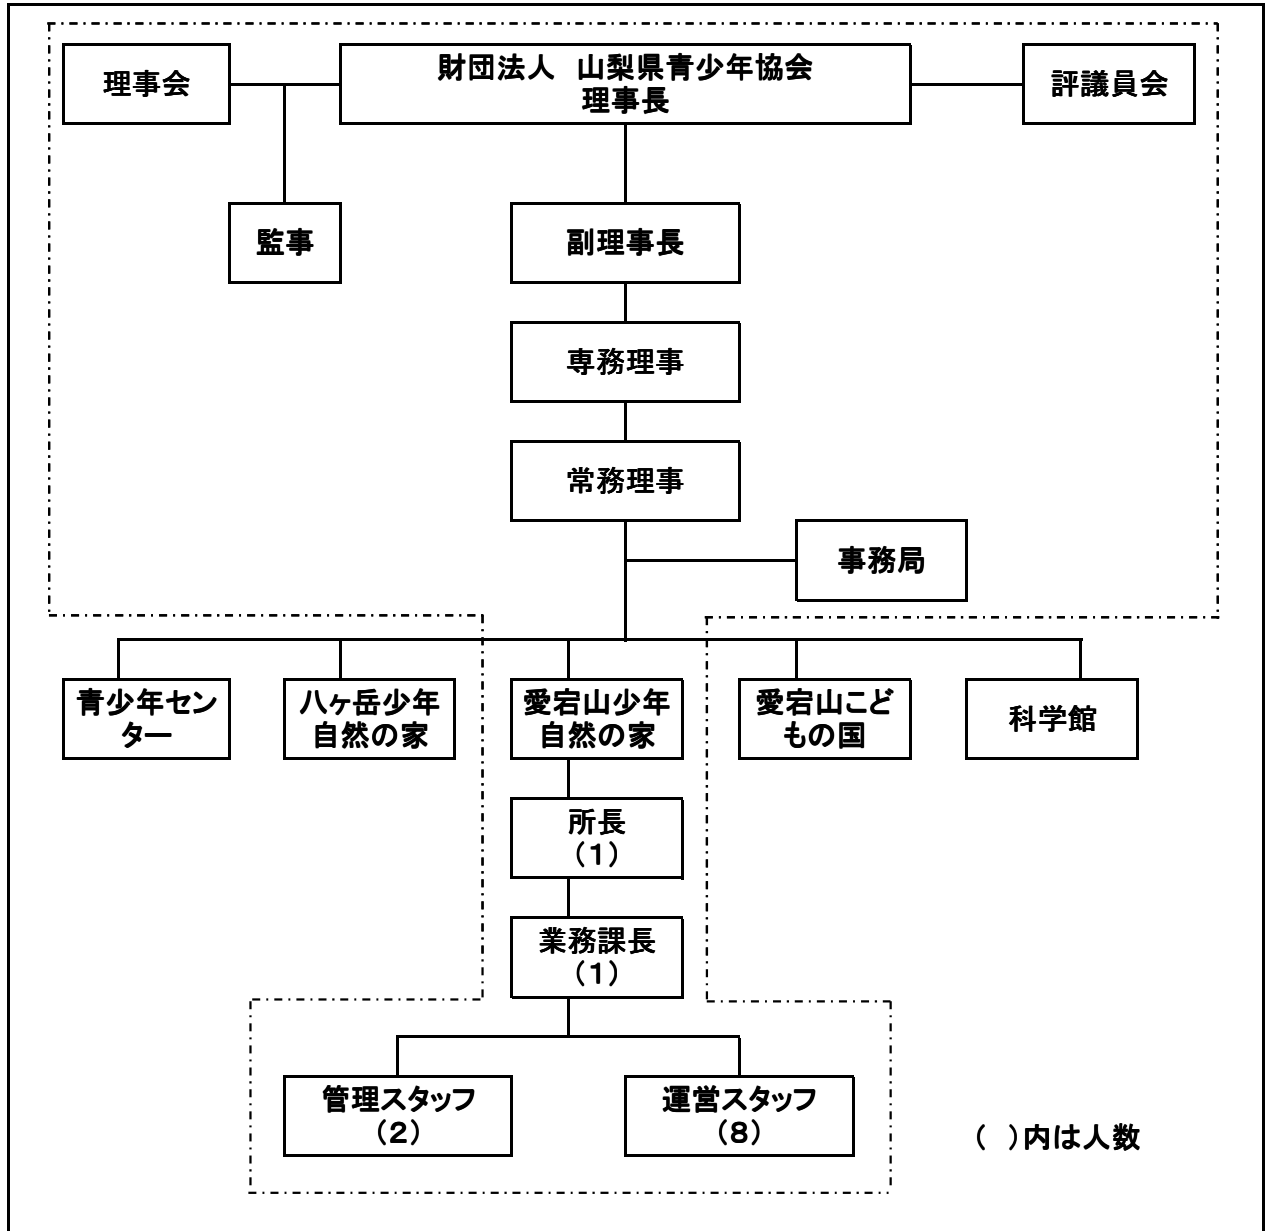 理事会
財団法人　山梨県青少年協会
理事長
評議員会
監事
副理事長
専務理事
常務理事
事務局
青少年セン
ター
八ヶ岳少年
自然の家
愛宕山少年
自然の家
愛宕山こど
もの国
科学館
所長
（1）
業務課長
（1）
管理スタッフ
（2）
運営スタッフ
（8）
（　）内は人数